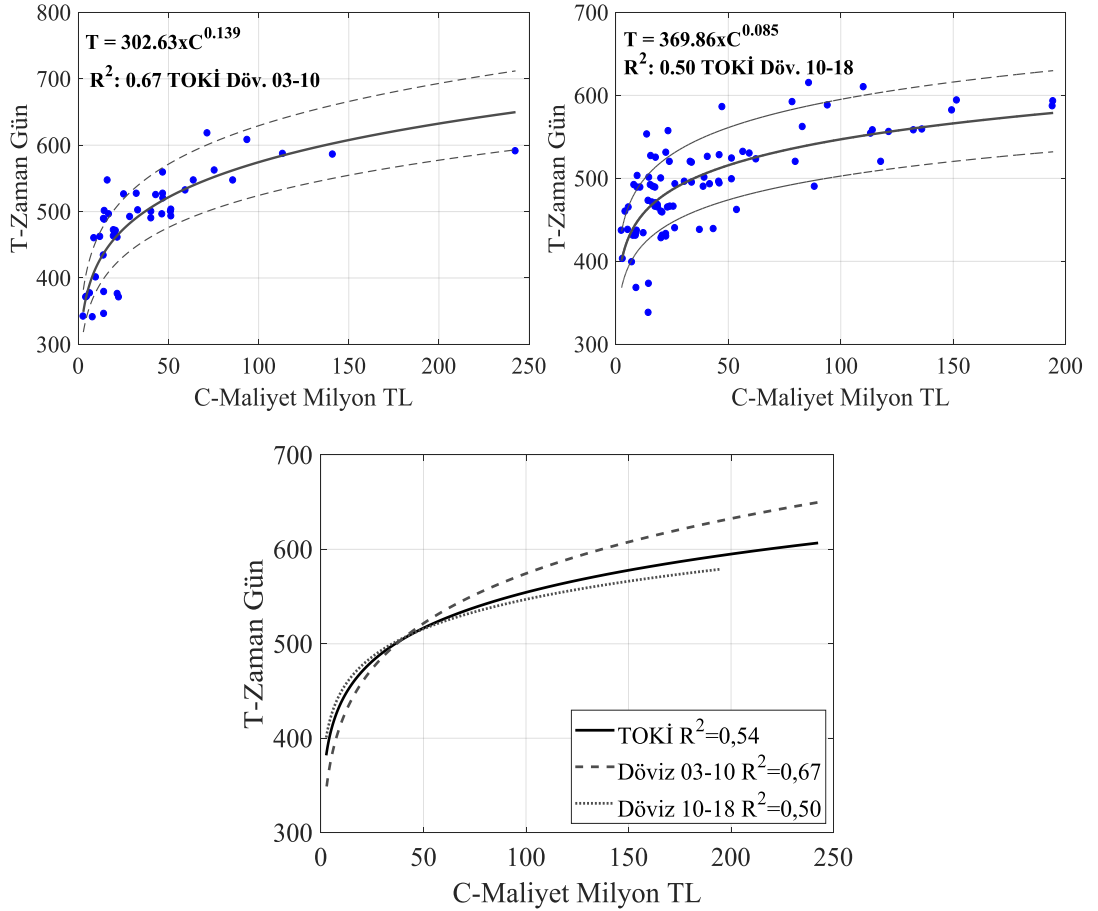 T = 302.63xC^0.139
R^2: 0.67 TOKİ Döv. 03-10
800
700
600
500
400
300
T-Zaman Gün
0 50 100 150 200 250
C-Maliyet Milyon TL
T = 369.86xC^0.085
R^2: 0.50 TOKİ Döv. 10-18
700
600
500
400
300
T-Zaman Gün
0 50 100 150 200
C-Maliyet Milyon TL
700
600
500
400
300
T-Zaman Gün
TOKİ R^2=0,54
Döviz 03-10 R^2=0,67
Döviz 10-18 R^2=0,50
0 50 100 150 200 250
C-Maliyet Milyon TL